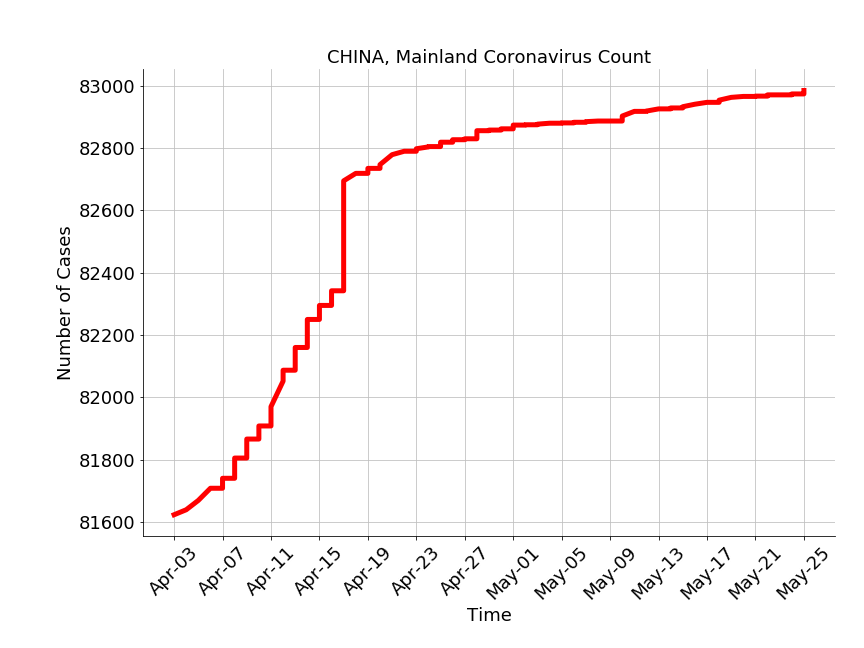 CHINA, Mainland Coronavirus Count
83000
82800
82600
82400
82200
82000
81800
81600
Number of Cases
Apr-03
Apr-07
Apr-11
Apr-15
Apr-19
Apr-23
Apr-27
May-01
May-05
May-09
May-13
May-17
May-21
May-25
Time